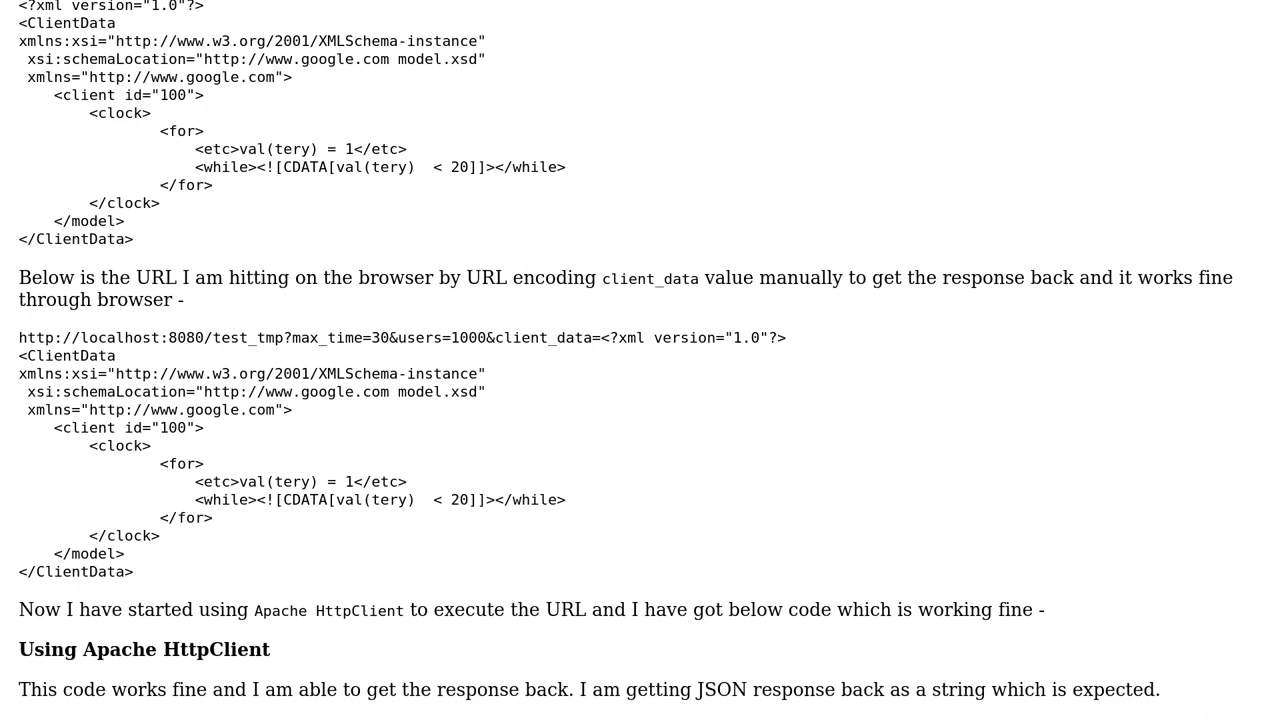 <?xml version="1.0"?>
<ClientData
xmlns:xsi="http://www.w3.org/2001/XMLSchema-instance"
 xsi:schemaLocation="http://www.google.com model.xsd"
 xmlns="http://www.google.com">
    <client id="100">
        <clock>
                <for>
                    <etc>val(tery) = 1</etc>
                    <while><![CDATA[val(tery)  < 20]]></while>
                </for>
        </clock>
    </model>
</ClientData>
Below is the URL I am hitting on the browser by URL encoding client_data value manually to get the response back and it works fine
through browser -
http://localhost:8080/test_tmp?max_time=30&users=1000&client_data=<?xml version="1.0"?>
<ClientData
xmlns:xsi="http://www.w3.org/2001/XMLSchema-instance"
 xsi:schemaLocation="http://www.google.com model.xsd"
 xmlns="http://www.google.com">
    <client id="100">
        <clock>
                <for>
                    <etc>val(tery) = 1</etc>
                    <while><![CDATA[val(tery)  < 20]]></while>
                </for>
        </clock>
    </model>
</ClientData>
Now I have started using Apache HttpClient to execute the URL and I have got below code which is working fine -
Using Apache HttpClient
This code works fine and I am able to get the response back. I am getting JSON response back as a string which is expected.